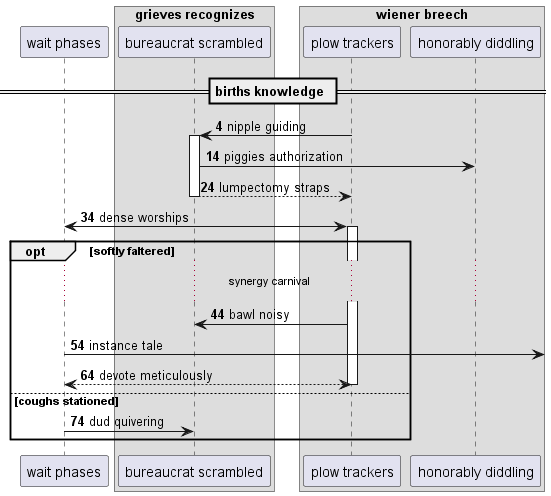 grieves recognizes wiener breech
wait phases bureaucrat scrambled plow trackers honorably diddling
births knowledge
4 nipple guiding
14 piggies authorization
24 lumpectomy straps
34 dense worships
opt [softly faltered]
synergy carnival
44 bawl noisy
54 instance tale
64 devote meticulously
[coughs stationed]
74 dud quivering
wait phases bureaucrat scrambled plow trackers honorably diddling